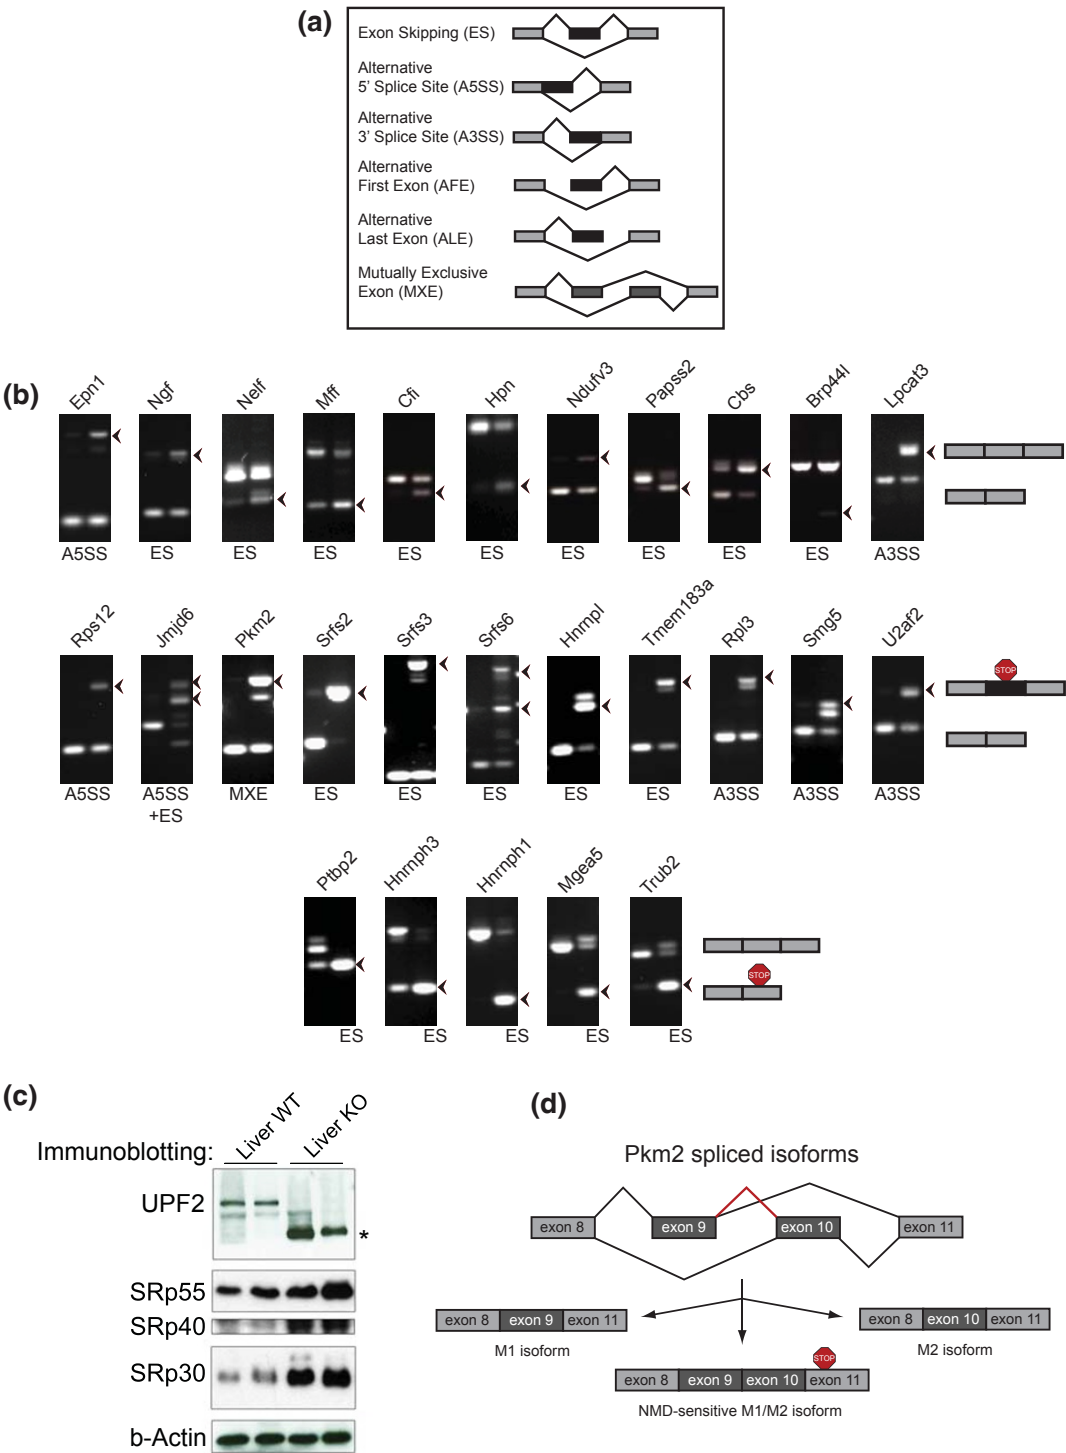 (a)
Exon Skipping (ES)
Alternative
5' Splice Site (A5SS)
Alternative
3' Splice Site (A3SS)
Alternative
First Exon (AFE)
Alternative
Last Exon (ALE)
Mutually Exclusive
Exon (MXE)
(b)
Epn1 Ngf Nelf Mff Cfi Hpn Ndufv3 Papss2 Cbs Brp44l Lpcat3
A5SS ES ES ES ES ES ES ES ES ES A3SS
Rps12 Jmjd6 Pkm2 Srfs2 Srfs3 Srfs6 Hnrnpl Tmem183a Rpl3 Smg5 U2af2
STOP
A5SS A5SS MXE ES ES ES ES ES A3SS A3SS A3SS
+ES
Ptbp2 Hnrnph3 Hnrnph1 Mgea5 Trub2
STOP
ES ES ES ES ES
(c)
Immunoblotting: Liver WT Liver KO
UPF2
*
SRp55
SRp40
SRp30
b-Actin
(d)
Pkm2 spliced isoforms
exon 8 exon 9 exon 10 exon 11
exon 8 exon 9 exon 11
M1 isoform
exon 8 exon 10 exon 11
M2 isoform
STOP
exon 8 exon 9 exon 10 exon 11
NMD-sensitive M1/M2 isoform